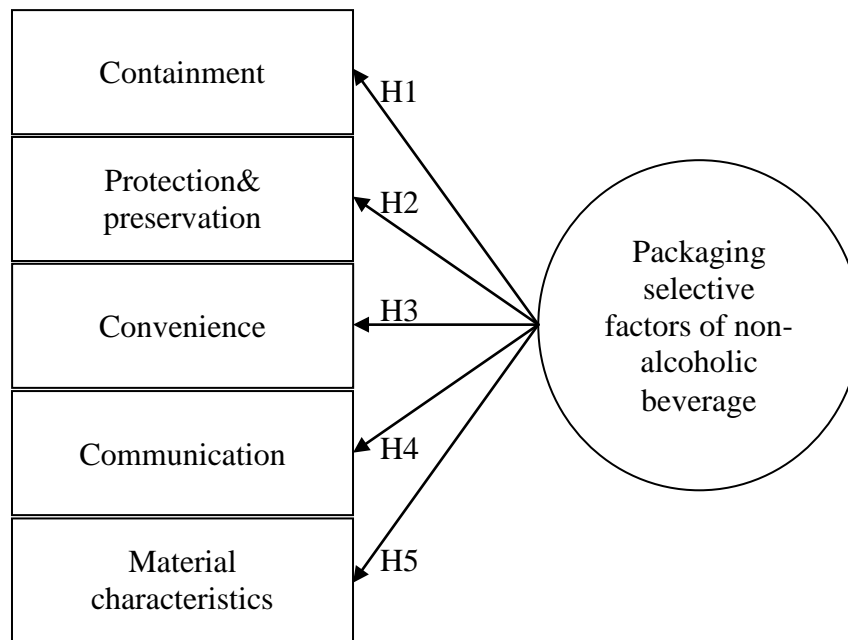 Containment
H1
Protection&
preservation
H2
Convenience
H3
Communication
H4
Material
characteristics
H5
Packaging
selective
factors of non-
alcoholic
beverage